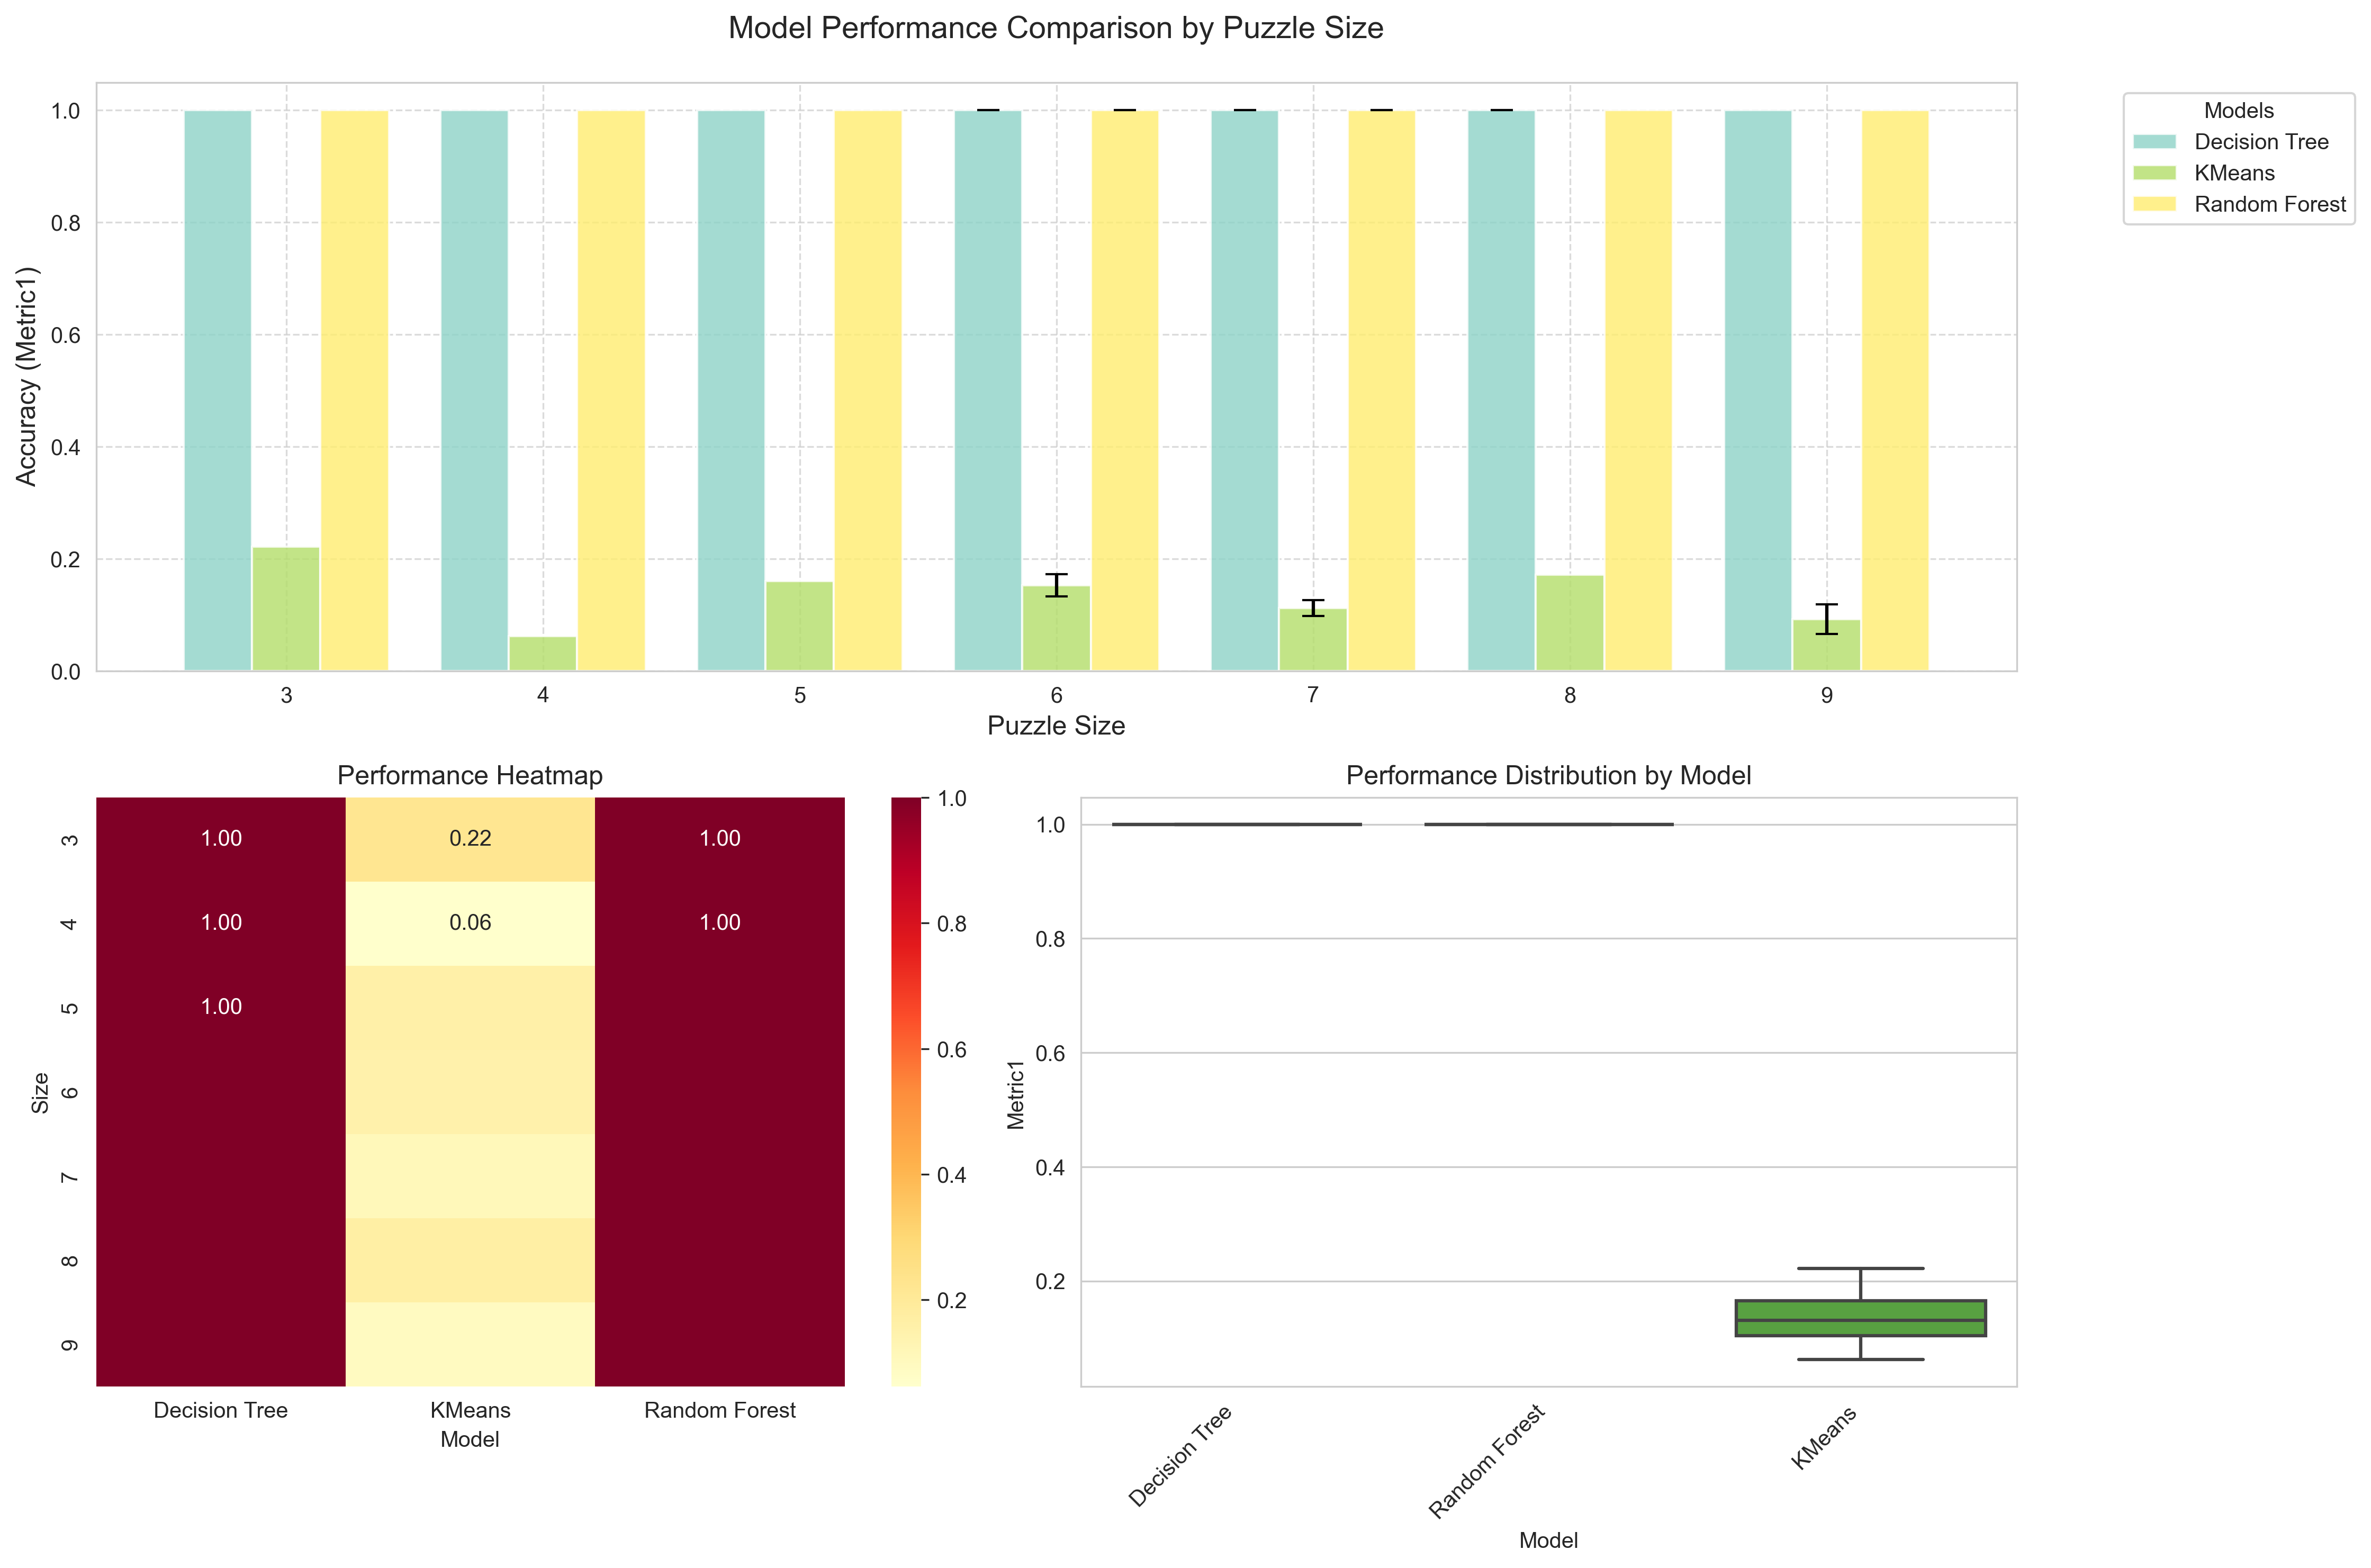 Model Performance Comparison by Puzzle Size
Accuracy (Metric1)
1.0
0.8
0.6
0.4
0.2
0.0
3 4 5 6 7 8 9
Puzzle Size
Models
Decision Tree
KMeans
Random Forest
Performance Heatmap
Size
3 1.00 0.22 1.00
4 1.00 0.06 1.00
5 1.00
6
7
8
9
Decision Tree KMeans Random Forest
Model
1.0
0.8
0.6
0.4
0.2
Performance Distribution by Model
Metric1
1.0
0.8
0.6
0.4
0.2
Decision Tree Random Forest KMeans
Model